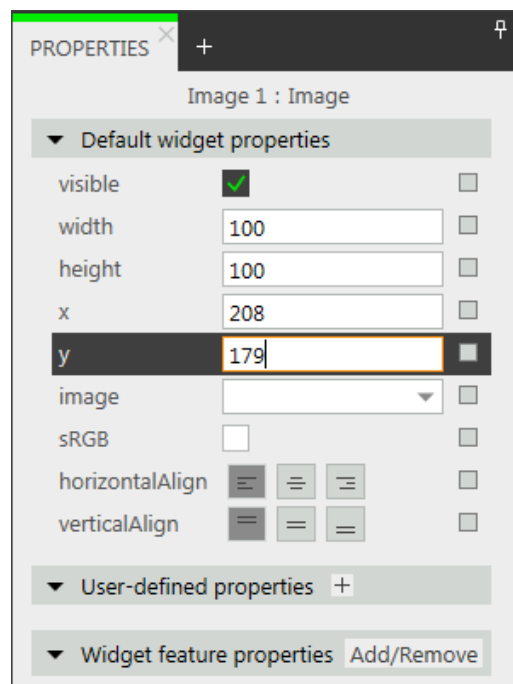 PROPERTIES
Image 1 : Image
Default widget properties
visible
width 100
height 100
x 208
y 179
image
sRGB
horizontalAlign
verticalAlign
User-defined properties +
Widget feature properties Add/Remove